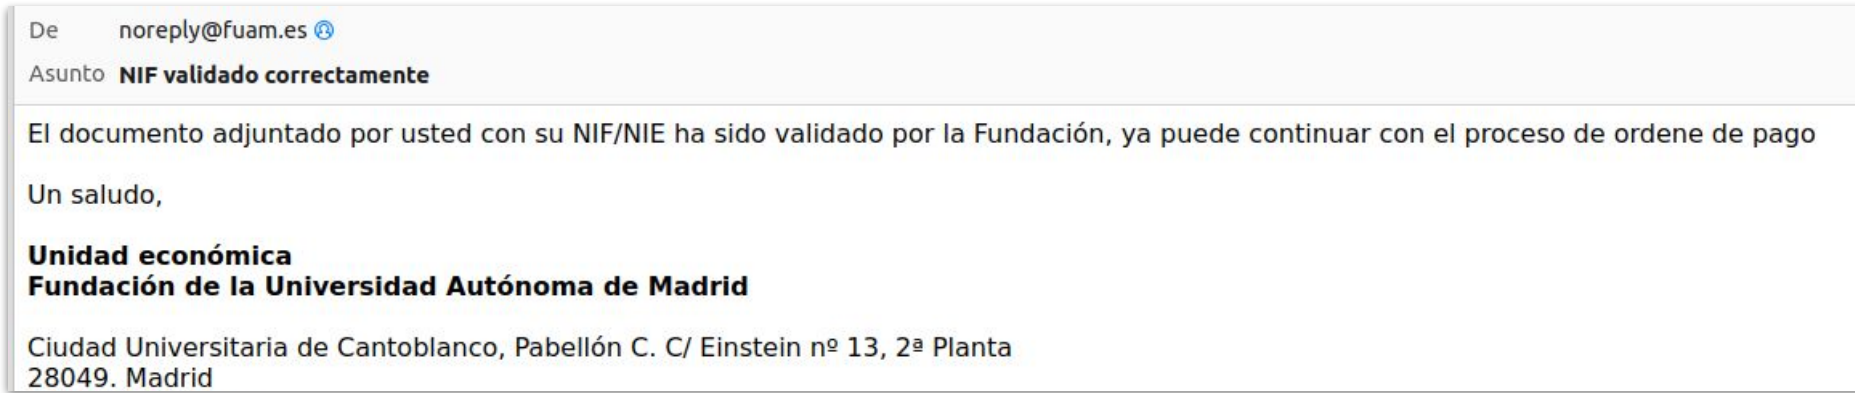 De noreply@fuam.es
Asunto NIF validado correctamente
El documento adjuntado por usted con su NIF/NIE ha sido validado por la Fundación, ya puede continuar con el proceso de ordene de pago
Un saludo,
Unidad económica
Fundación de la Universidad Autónoma de Madrid
Ciudad Universitaria de Cantoblanco, Pabellón C. C/ Einstein nº 13, 2ª Planta
28049. Madrid